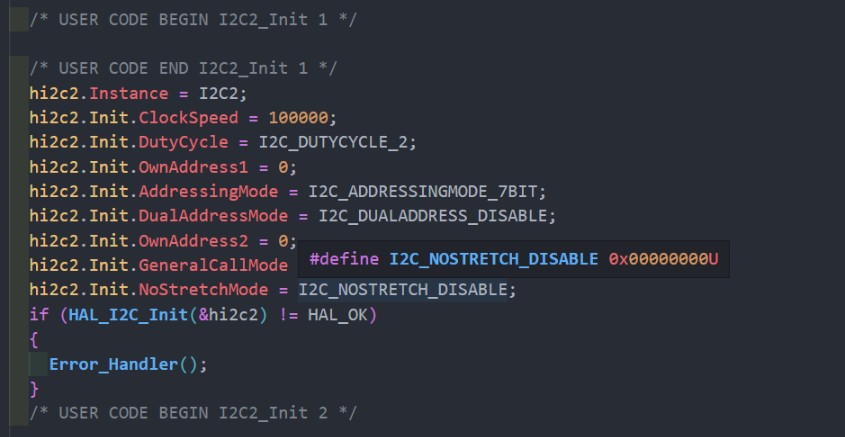 /* USER CODE BEGIN I2C2_Init 1 */
/* USER CODE END I2C2_Init 1 */
hi2c2.Instance = I2C2;
hi2c2.Init.ClockSpeed = 100000;
hi2c2.Init.DutyCycle = I2C_DUTYCYCLE_2;
hi2c2.Init.OwnAddress1 = 0;
hi2c2.Init.AddressingMode = I2C_ADDRESSINGMODE_7BIT;
hi2c2.Init.DualAddressMode = I2C_DUALADDRESS_DISABLE;
hi2c2.Init.OwnAddress2 = 0;
#define I2C_NOSTRETCH_DISABLE 0x00000000U
hi2c2.Init.GeneralCallMode
hi2c2.Init.NoStretchMode = I2C_NOSTRETCH_DISABLE;
if (HAL_I2C_Init(&hi2c2) != HAL_OK)
{
  Error_Handler();
}
/* USER CODE BEGIN I2C2_Init 2 */